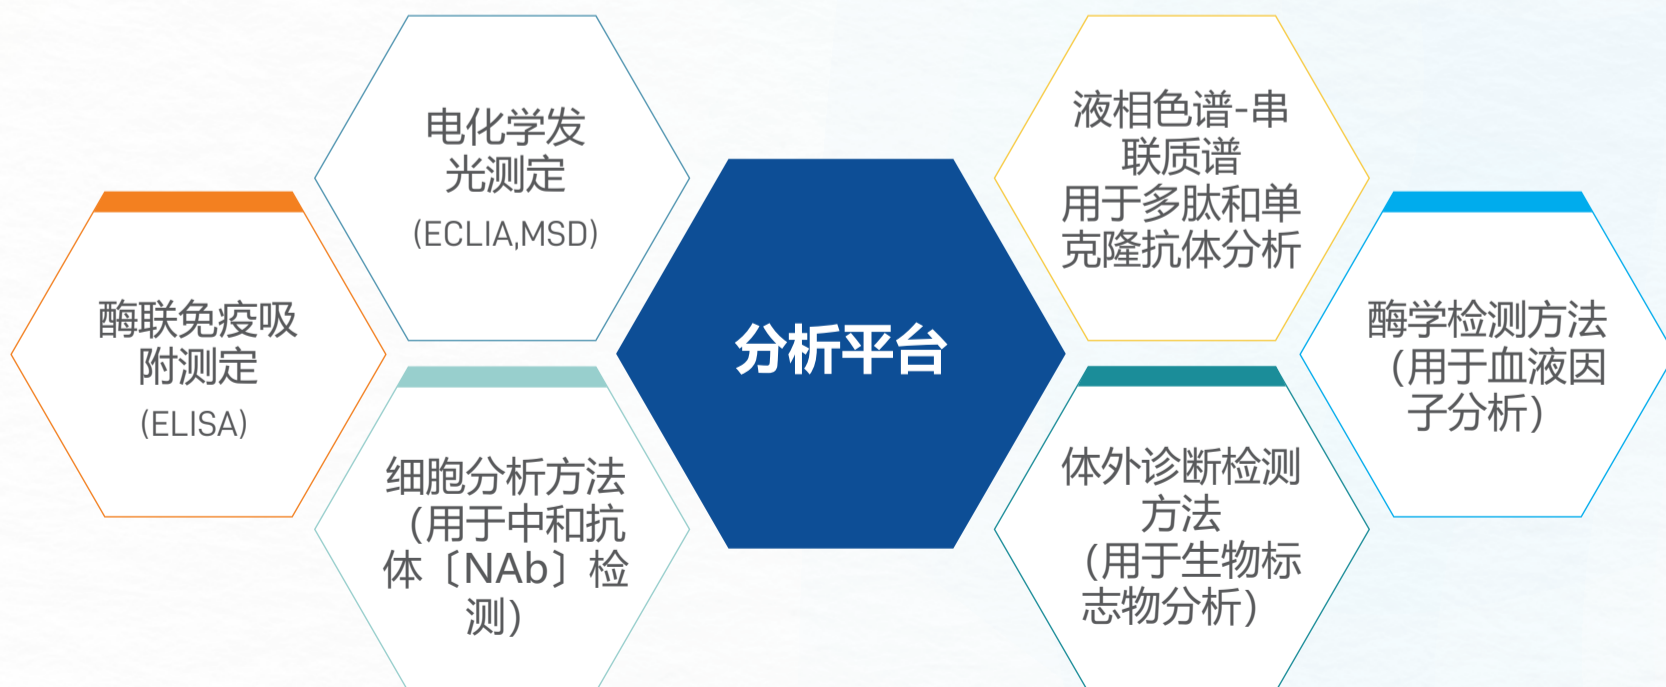 电化学发
光测定
(ECLIA,MSD)
液相色谱-串
联质谱
用于多肽和单
克隆抗体分析
酶联免疫吸
附测定
(ELISA)
分析平台
酶学检测方法
（用于血液因
子分析）
细胞分析方法
（用于中和抗
体〔NAb〕检
测）
体外诊断检测
方法
（用于生物标
志物分析）